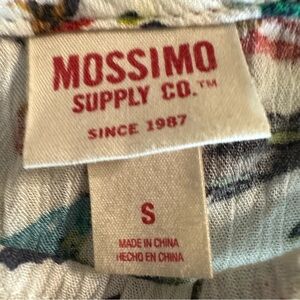 MOSSIMO
SUPPLY CO.™
SINCE 1987
S
MADE IN CHINA
HECHO EN CHINA